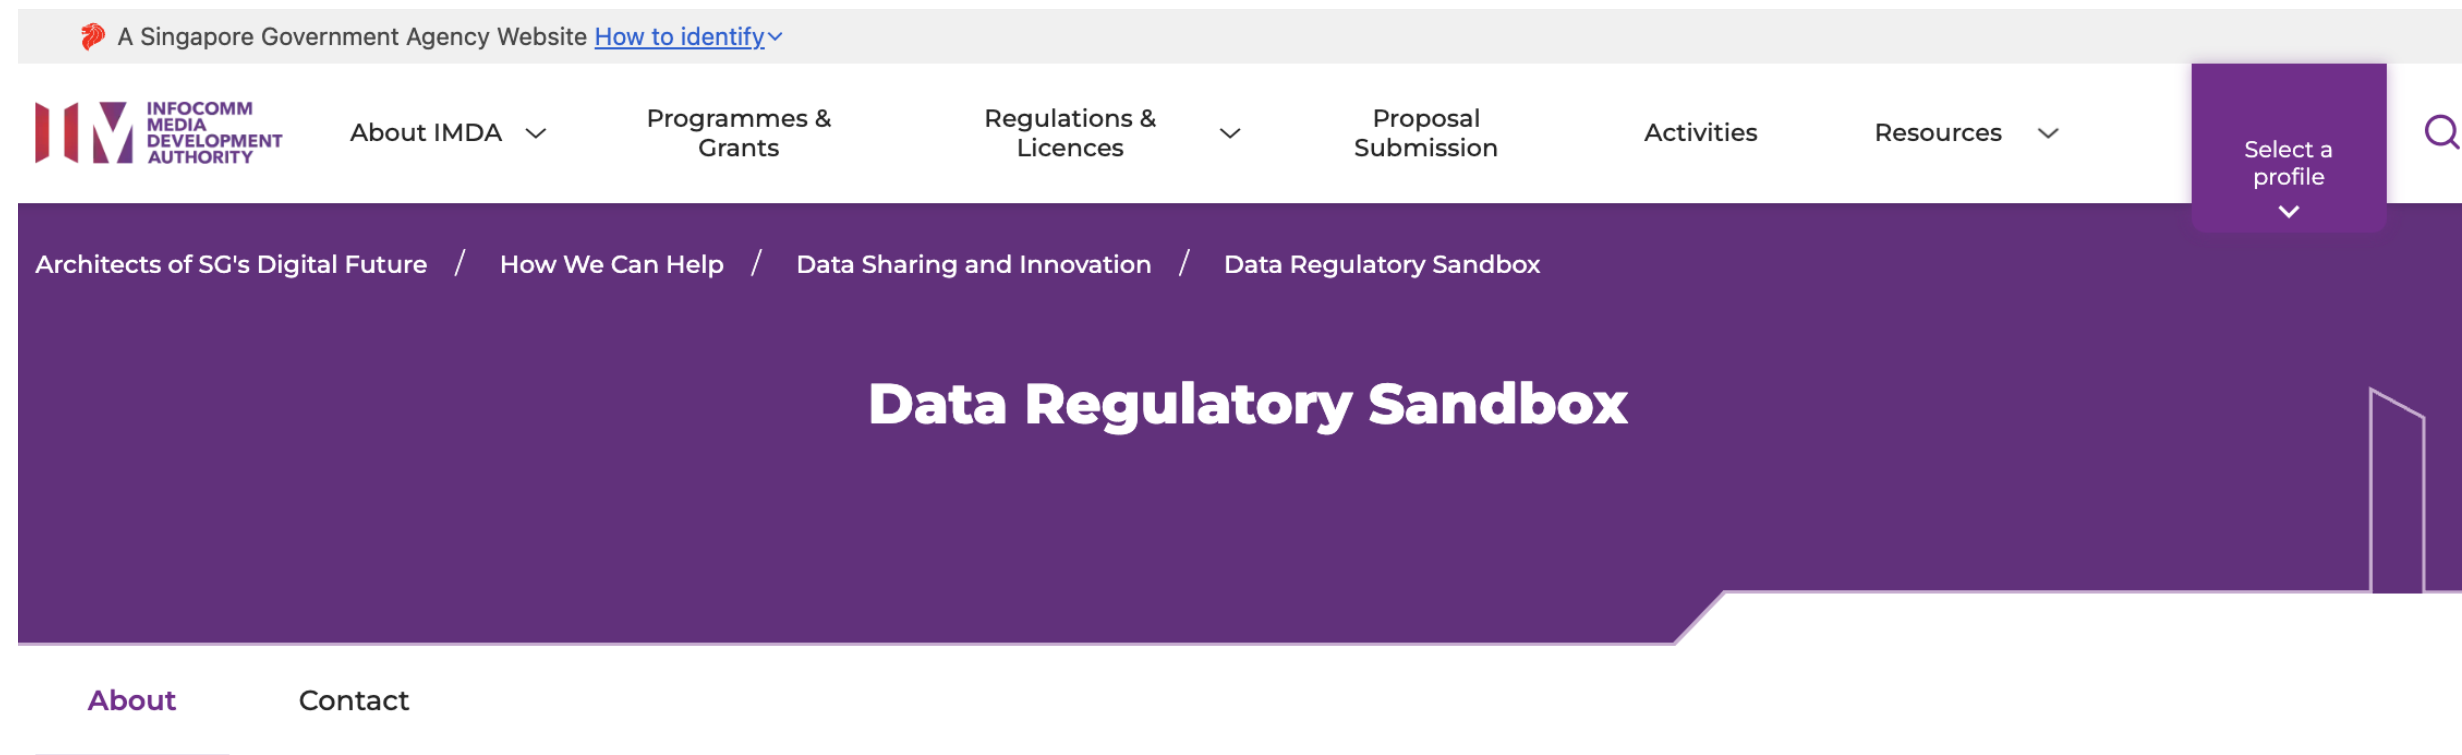 A Singapore Government Agency Website How to identify
INFOCOMM
MEDIA
DEVELOPMENT
AUTHORITY
About IMDA
Programmes &
Grants
Regulations &
Licences
Proposal
Submission
Activities
Resources
Select a
profile
Architects of SG's Digital Future / How We Can Help / Data Sharing and Innovation / Data Regulatory Sandbox
Data Regulatory Sandbox
About Contact